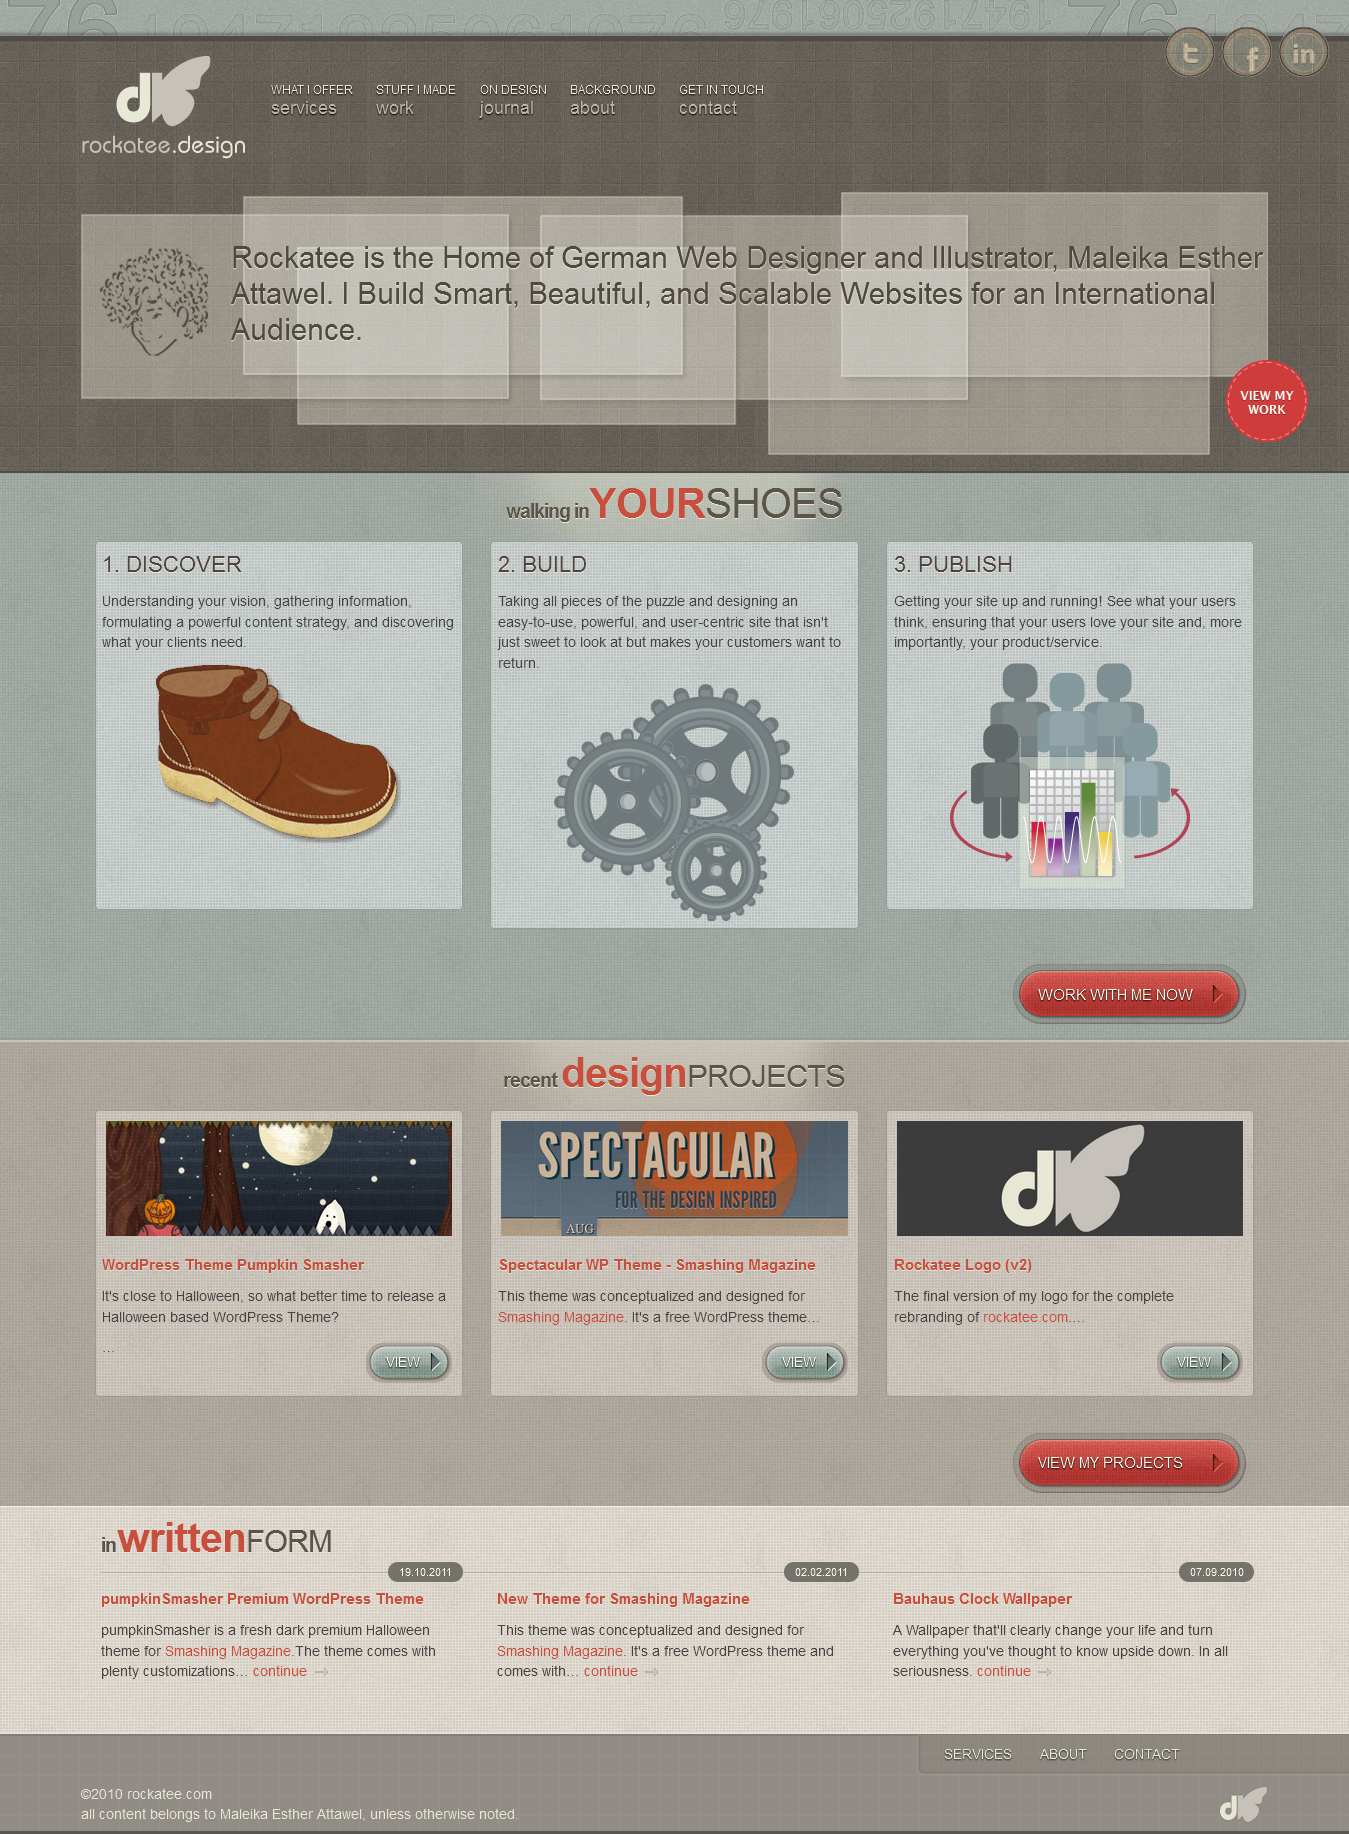 76 1947192506197 6 1947192506 1976 76 1947
WHAT I OFFER
services
STUFF I MADE
work
ON DESIGN
journal
BACKGROUND
about
GET IN TOUCH
contact
t f in
rockatee.design
Rockatee is the Home of German Web Designer and Illustrator, Maleika Esther
Attawel. I Build Smart, Beautiful, and Scalable Websites for an International
Audience.
VIEW MY
WORK
walking in YOURSHOES
1. DISCOVER
Understanding your vision, gathering information,
formulating a powerful content strategy, and discovering
what your clients need.
2. BUILD
Taking all pieces of the puzzle and designing an
easy-to-use, powerful, and user-centric site that isn't
just sweet to look at but makes your customers want to
return.
3. PUBLISH
Getting your site up and running! See what your users
think, ensuring that your users love your site and, more
importantly, your product/service.
WORK WITH ME NOW
recent designPROJECTS
WordPress Theme Pumpkin Smasher
It's close to Halloween, so what better time to release a
Halloween based WordPress Theme?
...
VIEW
SPECTACULAR
FOR THE DESIGN INSPIRED
AUG
Spectacular WP Theme - Smashing Magazine
This theme was conceptualized and designed for
Smashing Magazine. It's a free WordPress theme...
VIEW
Rockatee Logo (v2)
The final version of my logo for the complete
rebranding of rockatee.com....
VIEW
VIEW MY PROJECTS
in writtenFORM
19.10.2011
pumpkinSmasher Premium WordPress Theme
pumpkinSmasher is a fresh dark premium Halloween
theme for Smashing Magazine.The theme comes with
plenty customizations... continue →
02.02.2011
New Theme for Smashing Magazine
This theme was conceptualized and designed for
Smashing Magazine. It's a free WordPress theme and
comes with... continue →
07.09.2010
Bauhaus Clock Wallpaper
A Wallpaper that'll clearly change your life and turn
everything you've thought to know upside down. In all
seriousness. continue →
SERVICES ABOUT CONTACT
©2010 rockatee.com
all content belongs to Maleika Esther Attawel, unless otherwise noted.